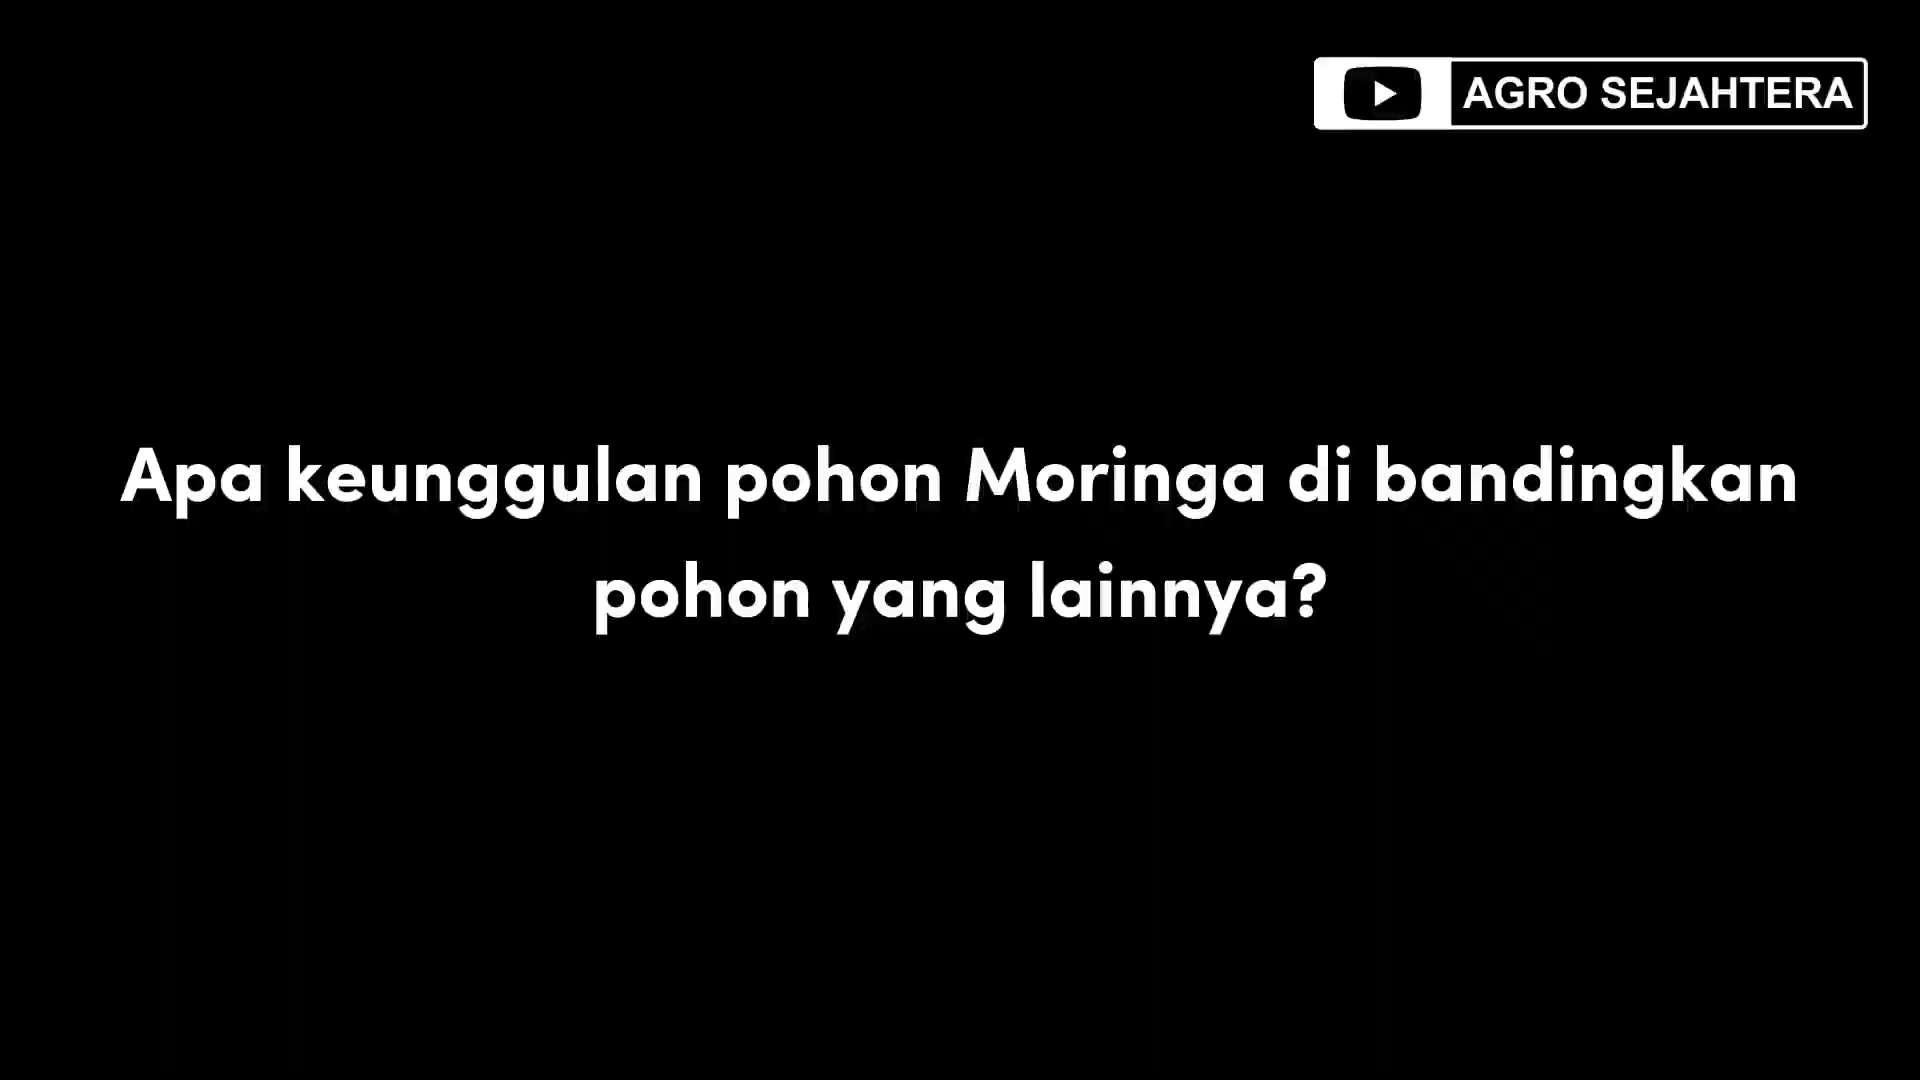 AGRO SEJAHTERA
Apa keunggulan pohon Moringa di bandingkan
pohon yang lainnya?